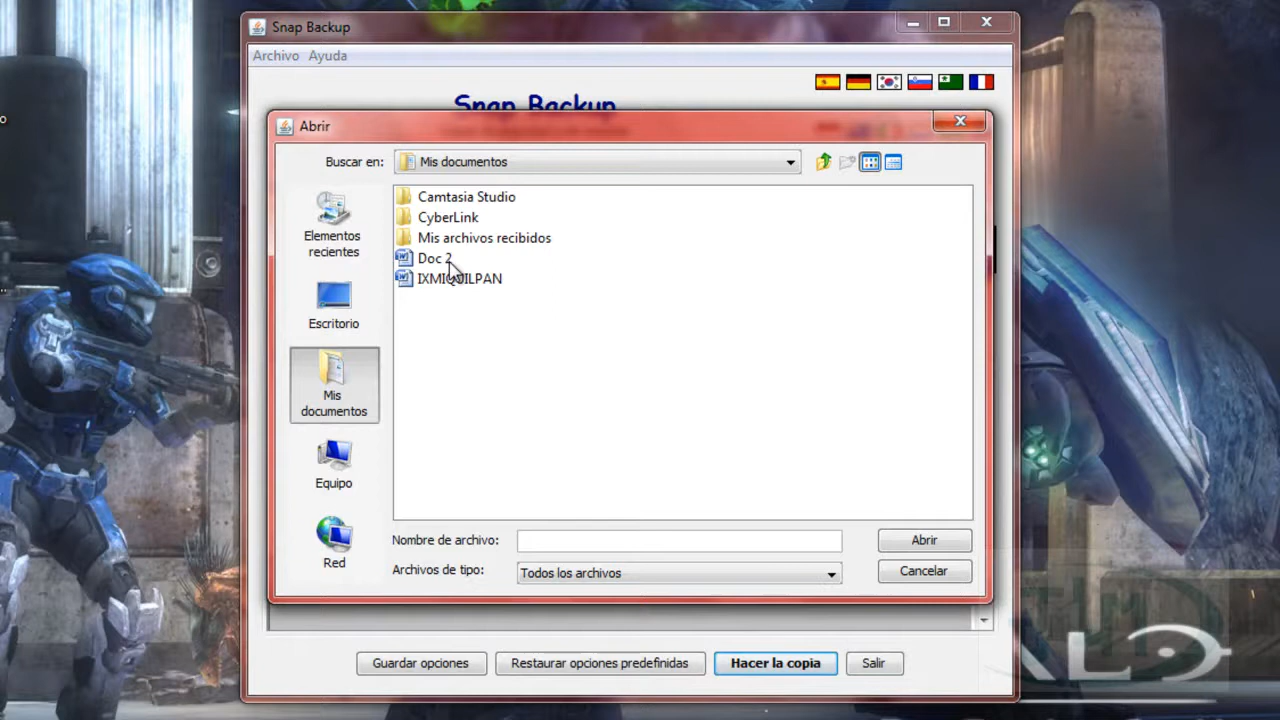 Snap Backup
Archivo Ayuda
Snap Backup
Abrir
Buscar en: Mis documentos
Camtasia Studio
CyberLink
Mis archivos recibidos
Doc 2
IXMIQUILPAN
Elementos
recientes
Escritorio
Mis
documentos
Equipo
Red
Nombre de archivo:
Abrir
Archivos de tipo: Todos los archivos
Cancelar
Guardar opciones Restaurar opciones predefinidas Hacer la copia Salir